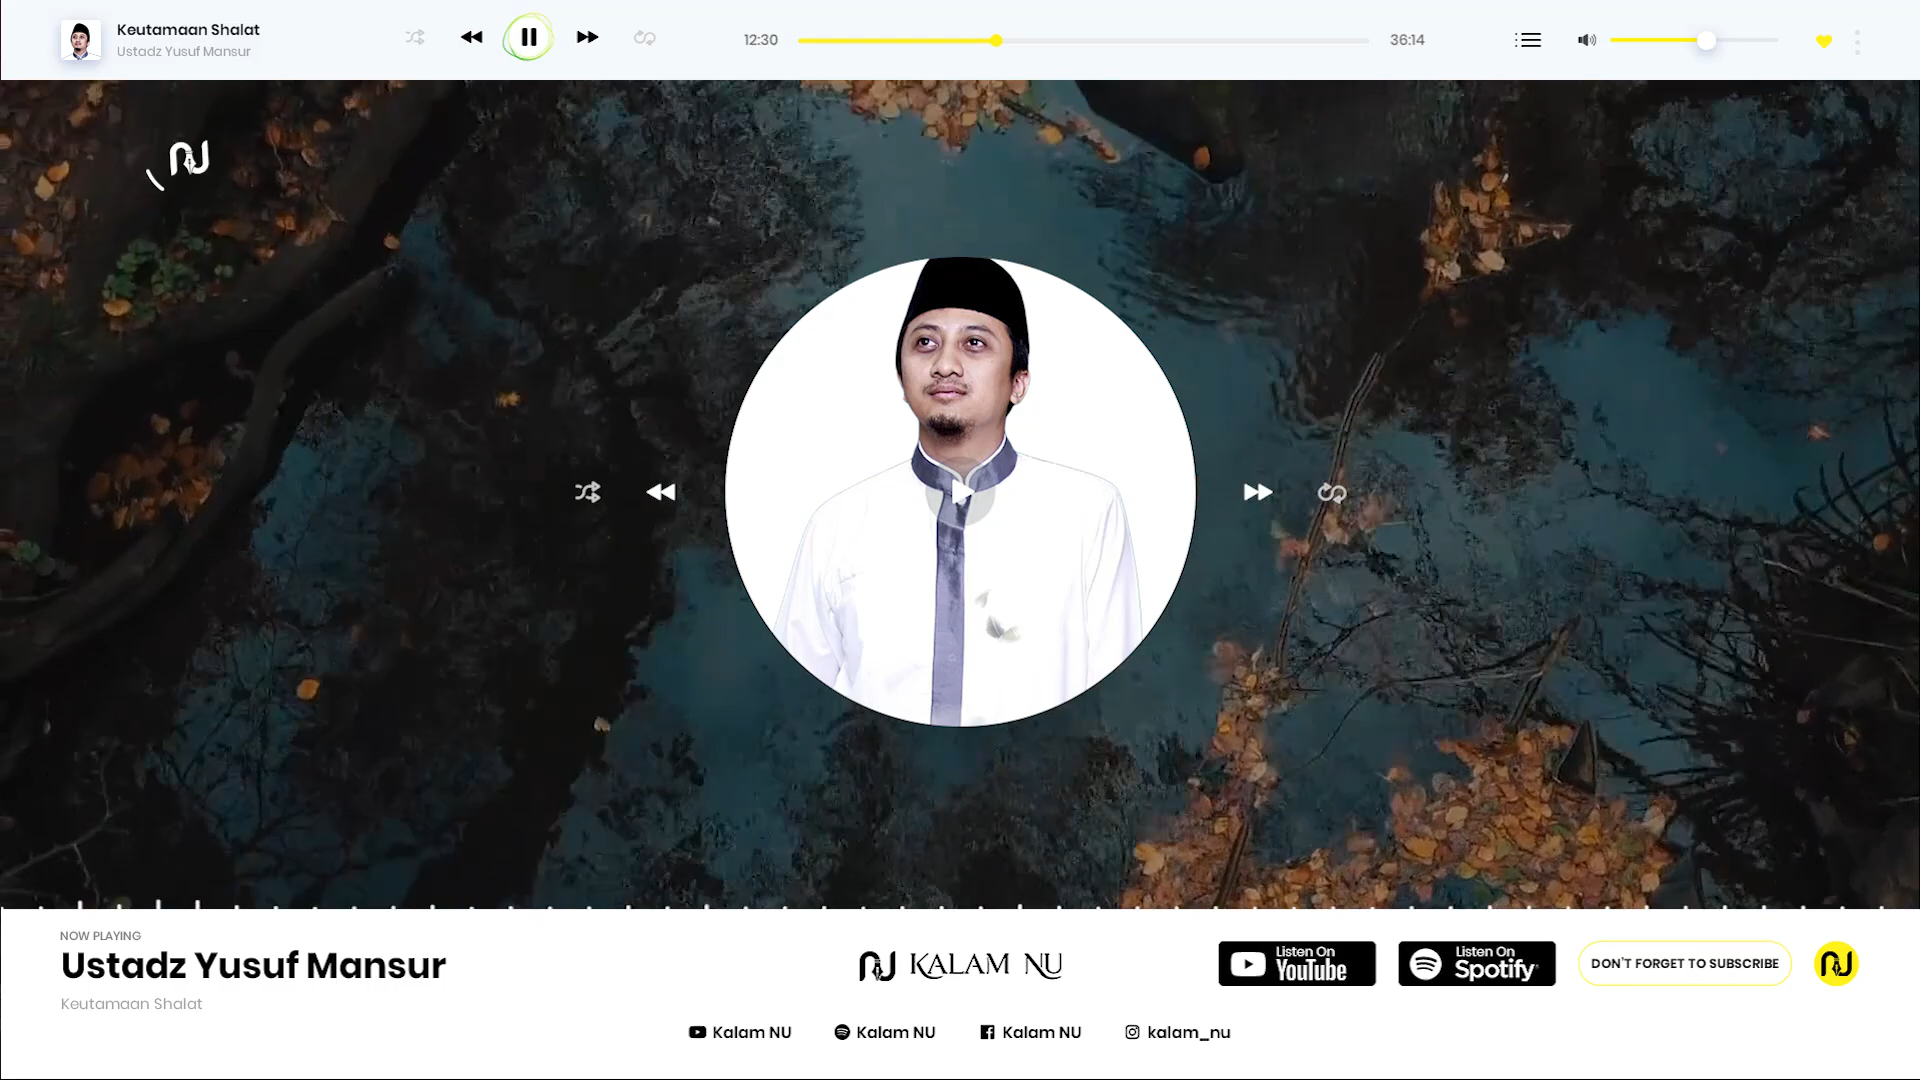 Keutamaan Shalat
Ustadz Yusuf Mansur
12:30
36:14
NOW PLAYING
Ustadz Yusuf Mansur
Keutamaan Shalat
KALAM NU
Listen On
YouTube
Listen On
Spotify
DON'T FORGET TO SUBSCRIBE
Kalam NU
Kalam NU
Kalam NU
kalam_nu